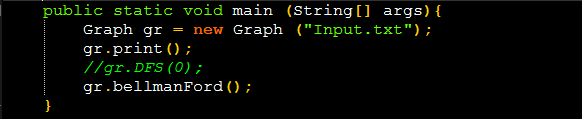 public static void main (String[] args){
Graph gr = new Graph ("Input.txt");
gr.print();
//gr.DFS(0);
gr.bellmanFord();
}